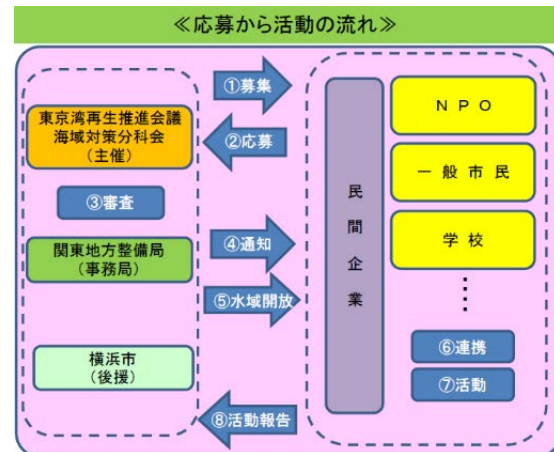 ≪応募から活動の流れ≫
①募集
東京湾再生推進会議
海域対策分科会
(主催)
②応募
③審査
関東地方整備局
(事務局)
④通知
⑤水域開放
横浜市
(後援)
⑧活動報告
民間企業
NPO
一般市民
学校
⑥連携
⑦活動